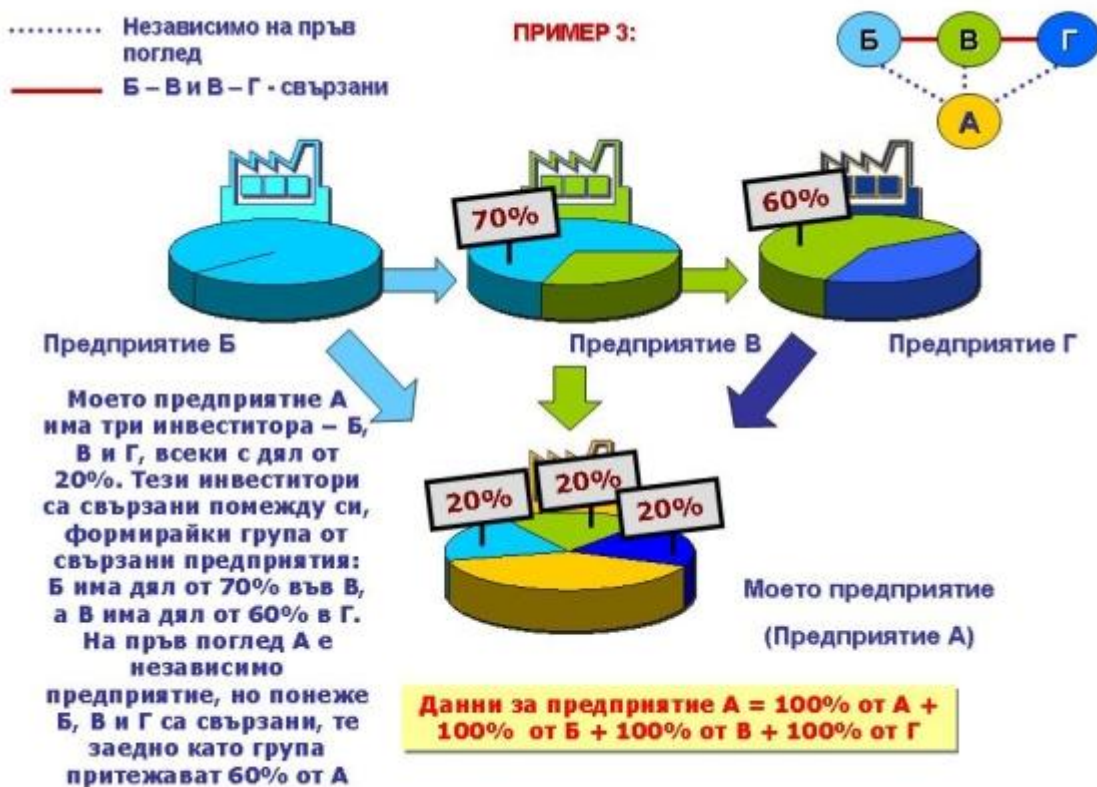 Независимо на пръв
поглед
Б – В и В – Г - свързани
ПРИМЕР 3:
Б
В
Г
А
70%
60%
Предприятие Б
Предприятие В
Предприятие Г
Моето предприятие А
има три инвеститора – Б,
В и Г, всеки с дял от
20%. Тези инвеститори
са свързани помежду си,
формирайки група от
свързани предприятия:
Б има дял от 70% във В,
а В има дял от 60% в Г.
На пръв поглед А е
независимо
предприятие, но понеже
Б, В и Г са свързани, те
заедно като група
притежават 60% от А
20%
20%
20%
Моето предприятие
(Предприятие А)
Данни за предприятие А = 100% от А +
100% от Б + 100% от В + 100% от Г